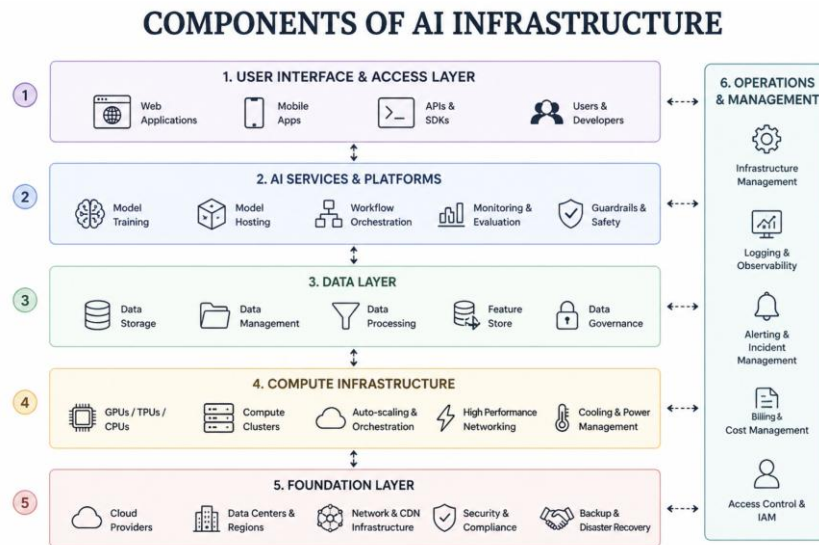 COMPONENTS OF AI INFRASTRUCTURE
1
1. USER INTERFACE & ACCESS LAYER
Web
Applications
Mobile
Apps
>_
APIs &
SDKs
Users &
Developers
2
2. AI SERVICES & PLATFORMS
Model
Training
Model
Hosting
Workflow
Orchestration
Monitoring &
Evaluation
Guardrails &
Safety
3
3. DATA LAYER
Data
Storage
Data
Management
Data
Processing
Feature
Store
Data
Governance
4
4. COMPUTE INFRASTRUCTURE
GPUs / TPUs /
CPUs
Compute
Clusters
Auto-scaling &
Orchestration
High Performance
Networking
Cooling & Power
Management
5
5. FOUNDATION LAYER
Cloud
Providers
Data Centers &
Regions
Network & CDN
Infrastructure
Security &
Compliance
Backup &
Disaster Recovery
6. OPERATIONS
& MANAGEMENT
Infrastructure
Management
Logging &
Observability
Alerting &
Incident
Management
Billing &
Cost Management
Access Control &
IAM